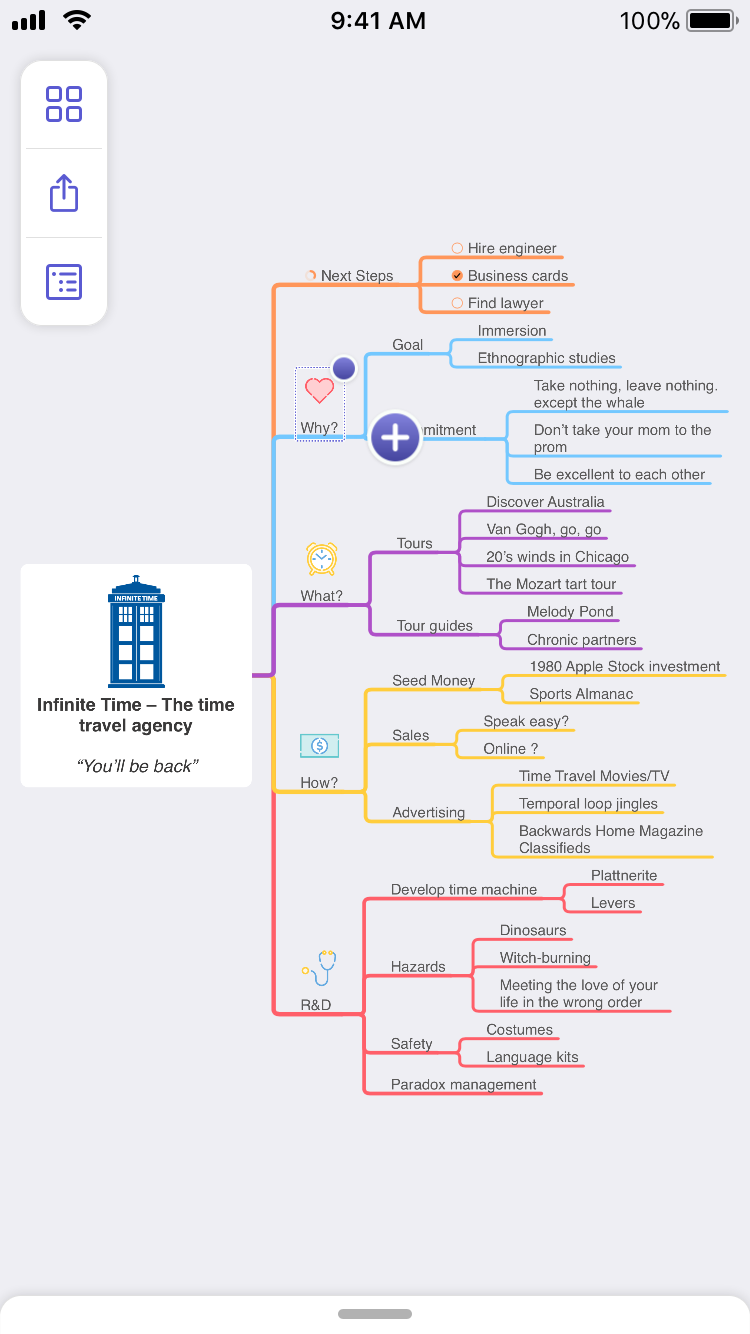 9:41 AM
100%
Hire engineer
Next Steps
Business cards
Find lawyer
Immersion
Goal
Ethnographic studies
Take nothing, leave nothing.
except the whale
Why?
mitment
Don't take your mom to the
prom
Be excellent to each other
Discover Australia
Van Gogh, go, go
Tours
20's winds in Chicago
The Mozart tart tour
What?
Melody Pond
Tour guides
Chronic partners
INFINITE TIME
Infinite Time – The time
travel agency
“You'll be back”
1980 Apple Stock investment
Seed Money
Sports Almanac
Speak easy?
Sales
Online ?
How?
Time Travel Movies/TV
Temporal loop jingles
Advertising
Backwards Home Magazine
Classifieds
Plattnerite
Develop time machine
Levers
Dinosaurs
Witch-burning
Hazards
Meeting the love of your
life in the wrong order
R&D
Costumes
Safety
Language kits
Paradox management